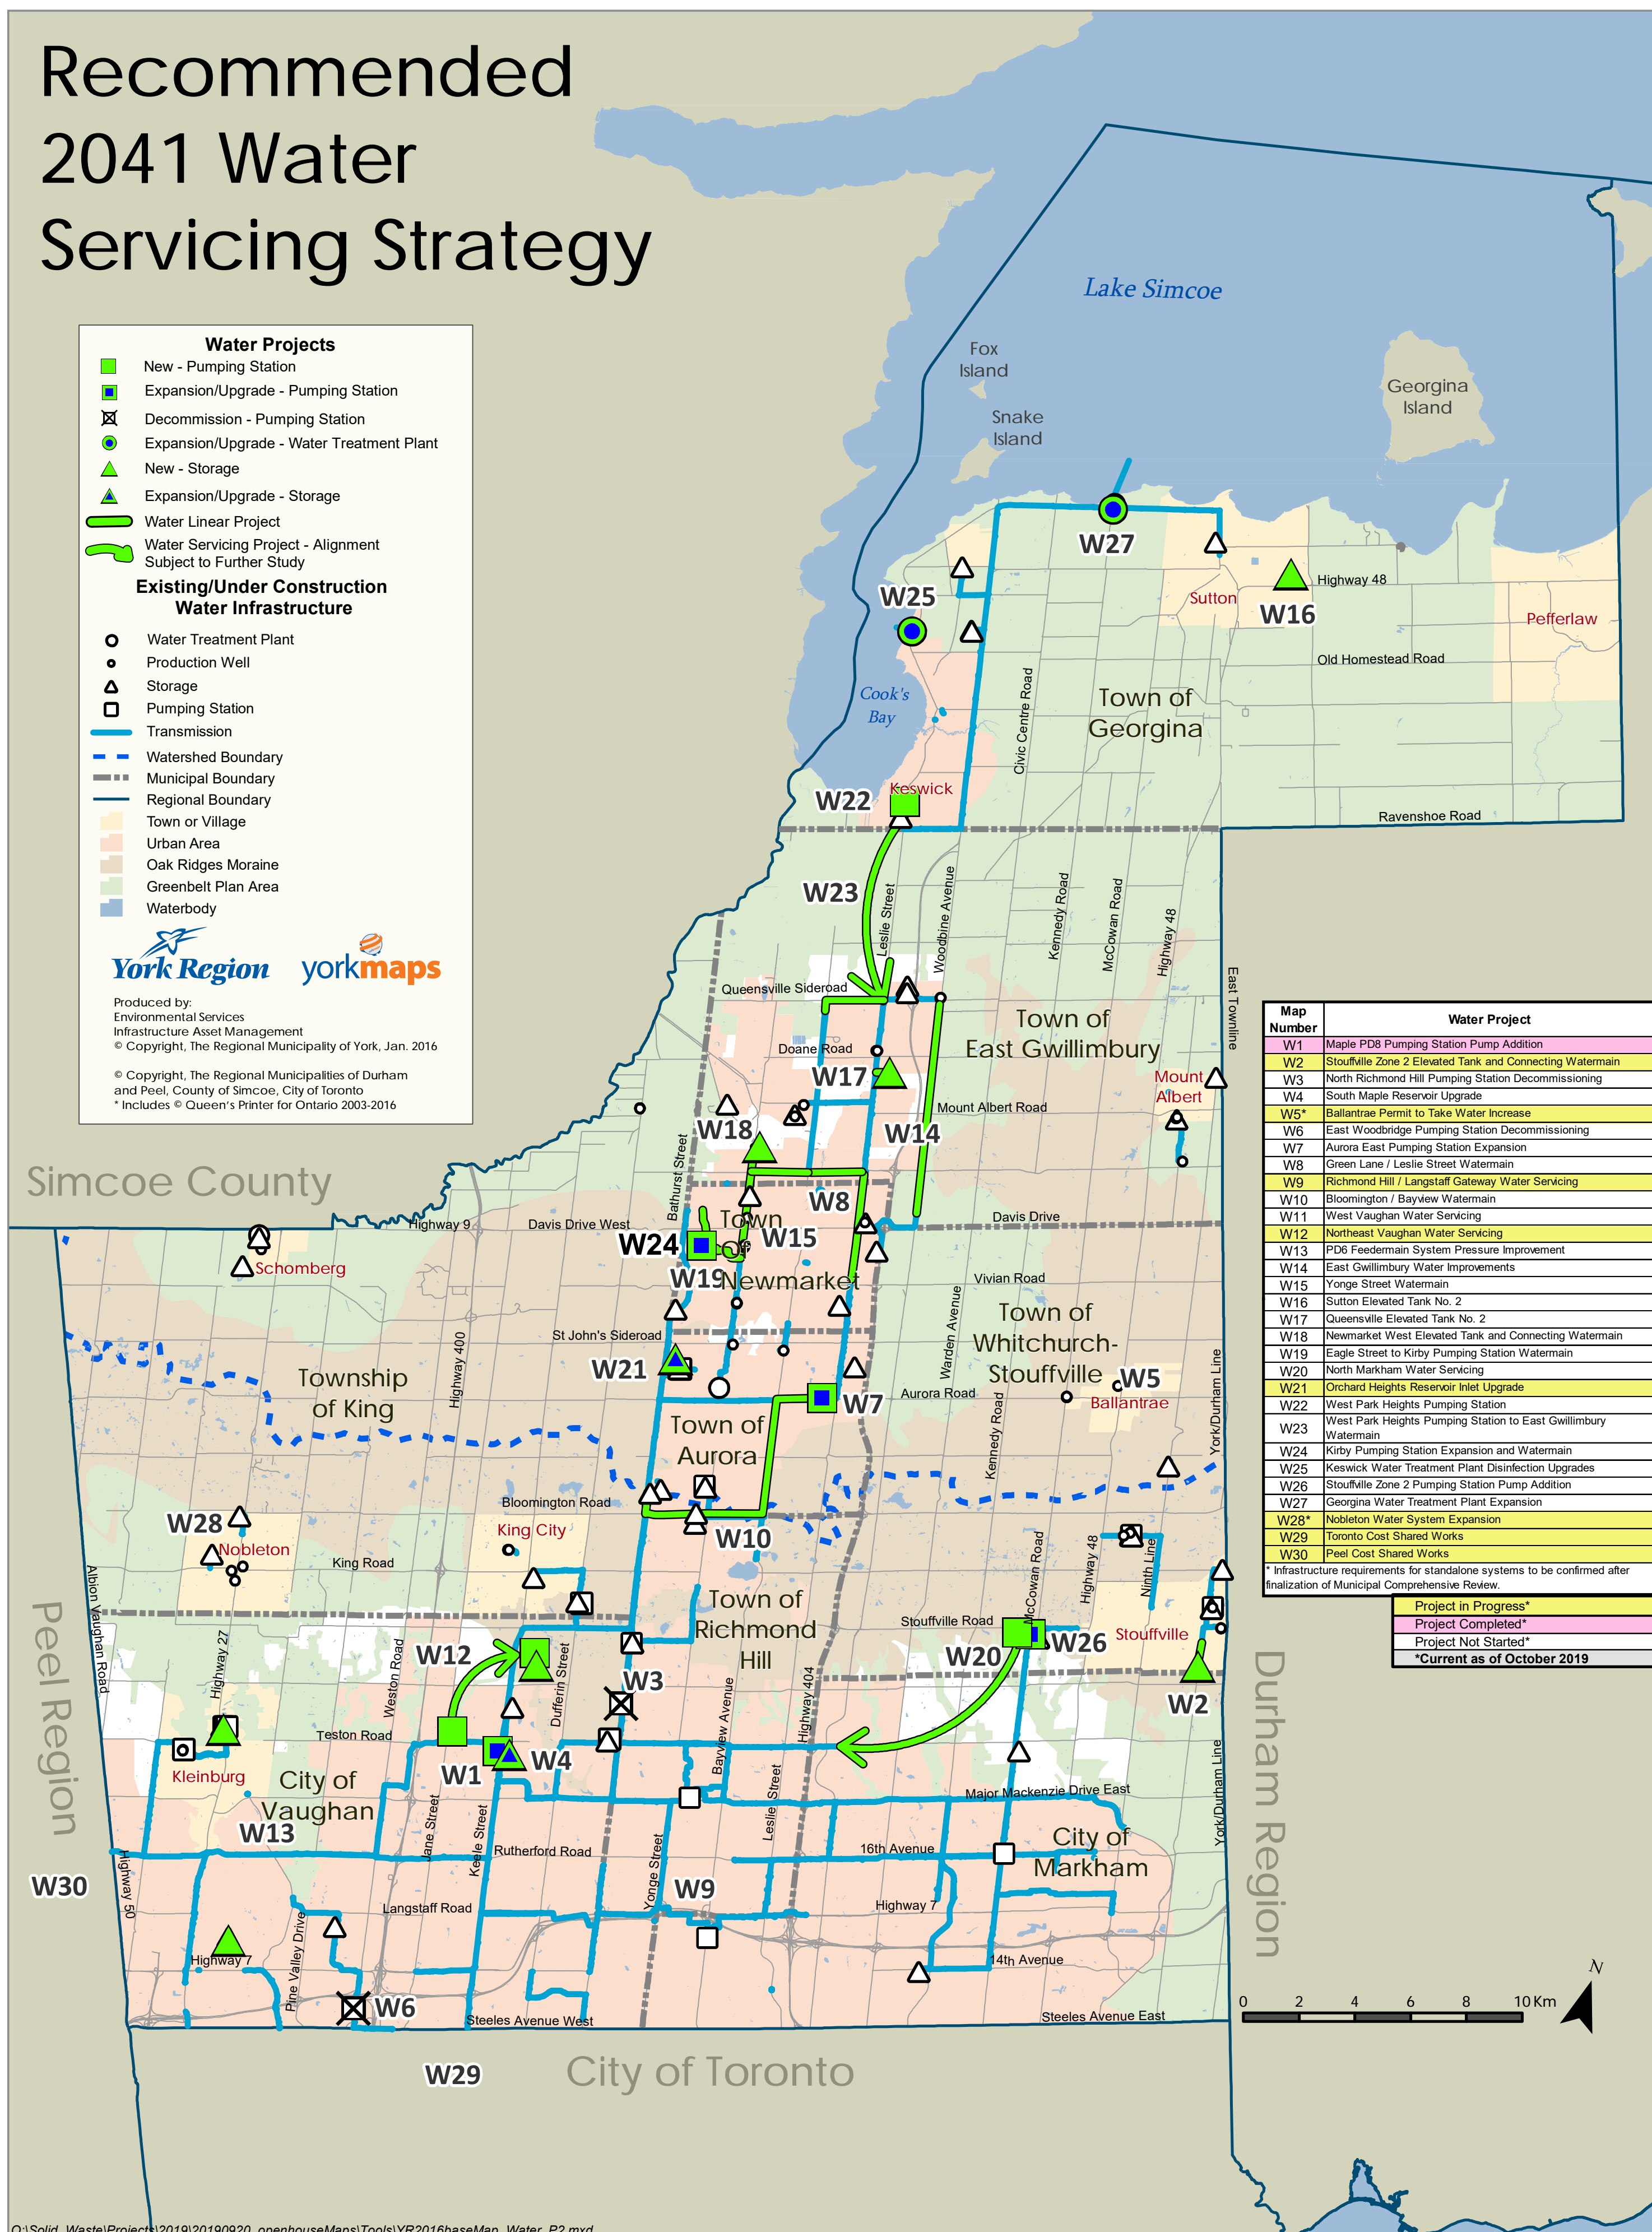 Recommended
2041 Water
Servicing Strategy
Water Projects
New - Pumping Station
Expansion/Upgrade - Pumping Station
Decommission - Pumping Station
Expansion/Upgrade - Water Treatment Plant
New - Storage
Expansion/Upgrade - Storage
Water Linear Project
Water Servicing Project - Alignment
Subject to Further Study
Existing/Under Construction
Water Infrastructure
Water Treatment Plant
Production Well
Storage
Pumping Station
Transmission
Watershed Boundary
Municipal Boundary
Regional Boundary
Town or Village
Urban Area
Oak Ridges Moraine
Greenbelt Plan Area
Waterbody
York Region
yorkmaps
Produced by:
Environmental Services
Infrastructure Asset Management
© Copyright, The Regional Municipality of York, Jan. 2016
© Copyright, The Regional Municipalities of Durham
and Peel, County of Simcoe, City of Toronto
* Includes © Queen's Printer for Ontario 2003-2016
Lake Simcoe
Fox
Island
Snake
Island
Georgina
Island
W27
W25
Highway 48
Sutton
W16
Pefferlaw
Old Homestead Road
Cook's
Bay
Civic Centre Road
Town of
Georgina
Keswick
W22
Ravenshoe Road
W23
Leslie Street
Woodbine Avenue
Kennedy Road
McCowan Road
Highway 48
East Townline
Queensville Sideroad
Town of
East Gwillimbury
Doane Road
W17
Mount
Albert
Mount Albert Road
W18
W14
Bathurst Street
Simcoe County
Highway 9
Davis Drive West
W8
Davis Drive
Town
Of
Newmarket
W15
W24
W19
Schomberg
Vivian Road
Town of
Whitchurch-
Stouffville
Warden Avenue
St John's Sideroad
Highway 400
W21
Township
of King
W5
Ballantrae
Aurora Road
W7
York/Durham Line
Kennedy Road
Town of
Aurora
Bloomington Road
W10
W28
Nobleton
King City
King Road
Albion Vaughan Road
McCowan Road
Highway 48
Ninth Line
Town of
Richmond
Hill
Stouffville Road
Stouffville
W26
W20
W12
W3
W2
Peel Region
Durham Region
Highway 27
Weston Road
Dufferin Street
Bayview Avenue
Highway 404
Teston Road
W1
W4
Kleinburg
City of
Vaughan
Major Mackenzie Drive East
Leslie Street
York/Durham Line
W13
Jane Street
Keele Street
Rutherford Road
Yonge Street
16th Avenue
City of
Markham
W30
Highway 50
W9
Langstaff Road
Highway 7
Highway 7
Pine Valley Drive
14th Avenue
W6
Steeles Avenue West
Steeles Avenue East
W29
City of Toronto
N
0 2 4 6 8 10 Km
Map Number Water Project
W1 Maple PD8 Pumping Station Pump Addition
W2 Stouffville Zone 2 Elevated Tank and Connecting Watermain
W3 North Richmond Hill Pumping Station Decommissioning
W4 South Maple Reservoir Upgrade
W5* Ballantrae Permit to Take Water Increase
W6 East Woodbridge Pumping Station Decommissioning
W7 Aurora East Pumping Station Expansion
W8 Green Lane / Leslie Street Watermain
W9 Richmond Hill / Langstaff Gateway Water Servicing
W10 Bloomington / Bayview Watermain
W11 West Vaughan Water Servicing
W12 Northeast Vaughan Water Servicing
W13 PD6 Feedermain System Pressure Improvement
W14 East Gwillimbury Water Improvements
W15 Yonge Street Watermain
W16 Sutton Elevated Tank No. 2
W17 Queensville Elevated Tank No. 2
W18 Newmarket West Elevated Tank and Connecting Watermain
W19 Eagle Street to Kirby Pumping Station Watermain
W20 North Markham Water Servicing
W21 Orchard Heights Reservoir Inlet Upgrade
W22 West Park Heights Pumping Station
W23 West Park Heights Pumping Station to East Gwillimbury
Watermain
W24 Kirby Pumping Station Expansion and Watermain
W25 Keswick Water Treatment Plant Disinfection Upgrades
W26 Stouffville Zone 2 Pumping Station Pump Addition
W27 Georgina Water Treatment Plant Expansion
W28* Nobleton Water System Expansion
W29 Toronto Cost Shared Works
W30 Peel Cost Shared Works
* Infrastructure requirements for standalone systems to be confirmed after
finalization of Municipal Comprehensive Review.
Project in Progress*
Project Completed*
Project Not Started*
*Current as of October 2019
Q:\Solid_Waste\Projects\2019\20190920_openhouseMaps\Tools\YR2016baseMap_Water_P2.mxd